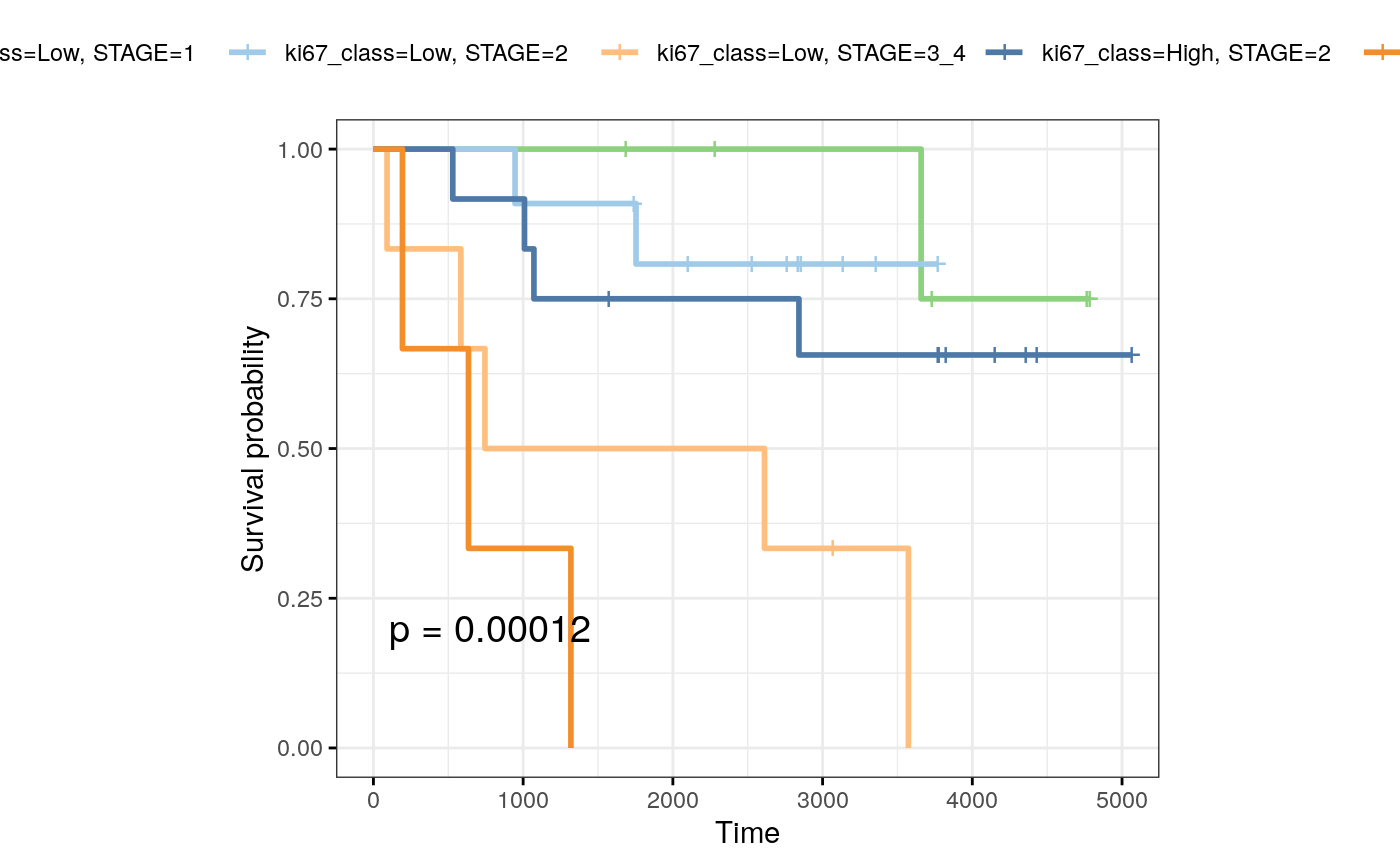 ss=Low, STAGE=1 ki67_class=Low, STAGE=2 ki67_class=Low, STAGE=3_4 ki67_class=High, STAGE=2
1.00
0.75
0.50
0.25
0.00
Survival probability
p = 0.00012
0 1000 2000 3000 4000 5000
Time